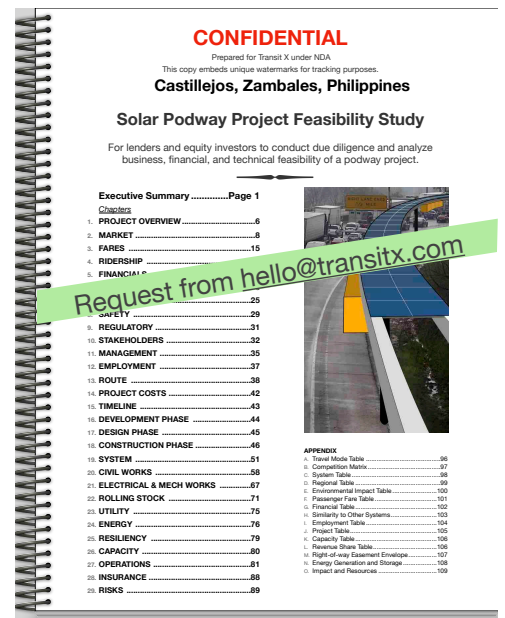 CONFIDENTIAL
Prepared for Transit X under NDA
This copy embeds unique watermarks for tracking purposes.
Castillejos, Zambales, Philippines
Solar Podway Project Feasibility Study
For lenders and equity investors to conduct due diligence and analyze
business, financial, and technical feasibility of a podway project.
Executive Summary ..............Page 1
Chapters
1. PROJECT OVERVIEW ....................................6
2. MARKET ....................................8
3. FARES ....................................15
4. RIDERSHIP
5. FINANCIALS
Request from hello@transitx.com
25
SAFETY ....................................29
9. REGULATORY ....................................31
10. STAKEHOLDERS ....................................32
11. MANAGEMENT ....................................35
12. EMPLOYMENT ....................................37
13. ROUTE ....................................38
14. PROJECT COSTS ....................................42
15. TIMELINE ....................................43
16. DEVELOPMENT PHASE ....................................44
17. DESIGN PHASE ....................................45
18. CONSTRUCTION PHASE ....................................46
19. SYSTEM ....................................51
20. CIVIL WORKS ....................................58
21. ELECTRICAL & MECH WORKS ....................................67
22. ROLLING STOCK ....................................71
23. UTILITY ....................................75
24. ENERGY ....................................76
25. RESILIENCY ....................................79
26. CAPACITY ....................................80
27. OPERATIONS ....................................81
28. INSURANCE ....................................88
29. RISKS ....................................89
APPENDIX
A. Travel Mode Table ....................................96
B. Competition Matrix ....................................97
C. System Table ....................................98
D. Regional Table ....................................99
E. Environmental Impact Table ....................................100
F. Passenger Fare Table ....................................101
G. Financial Table ....................................102
H. Similarity to Other Systems ....................................103
I. Employment Table ....................................104
J. Project Table ....................................105
K. Capacity Table ....................................106
L. Revenue Share Table ....................................106
M. Right-of-way Easement Envelope ....................................107
N. Energy Generation and Storage ....................................108
O. Impact and Resources ....................................109